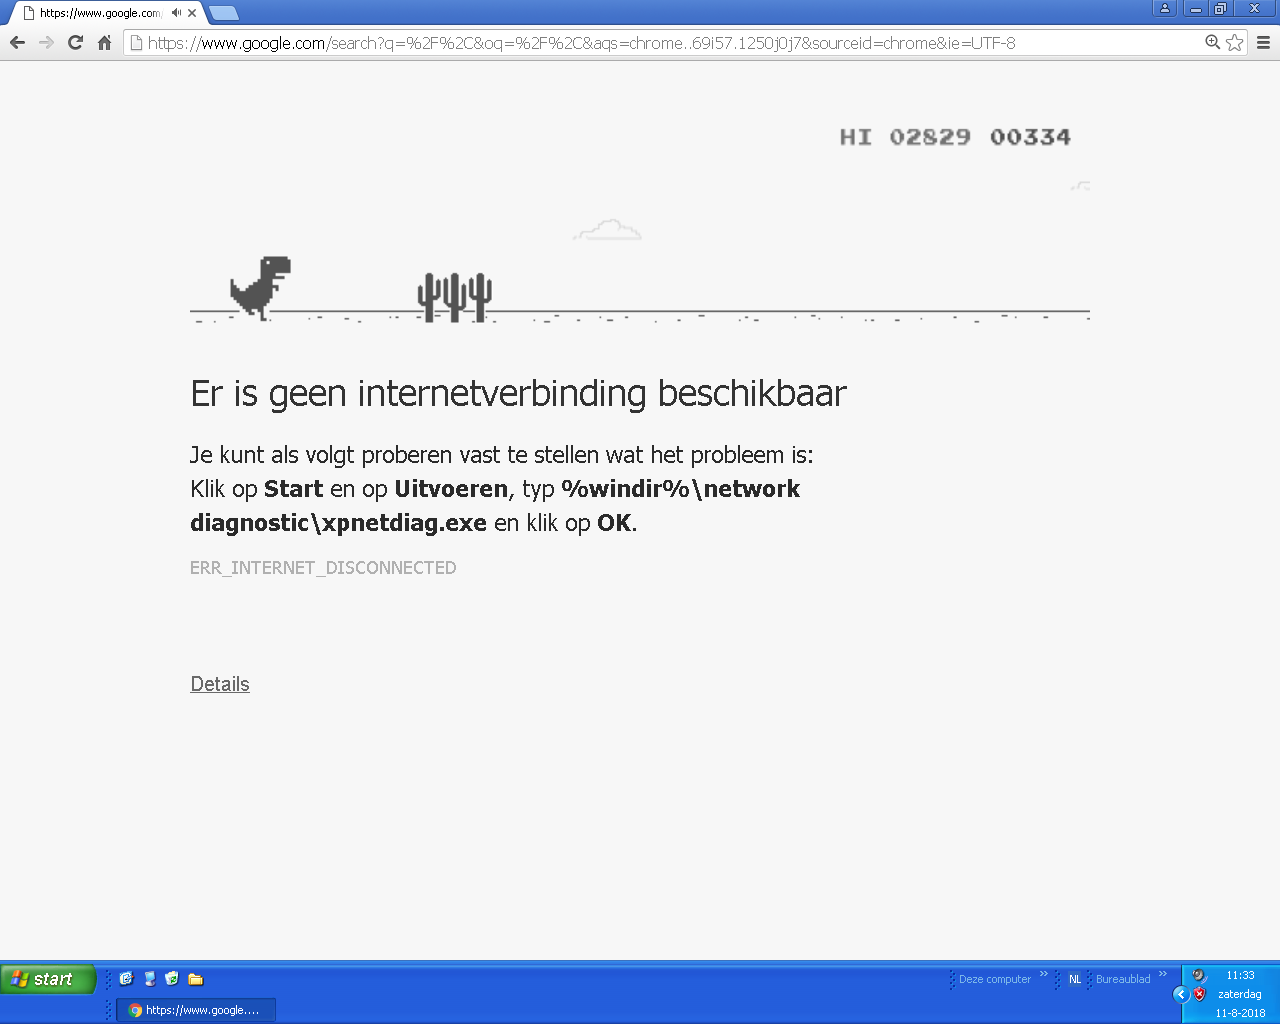 https://www.google.com
https://www.google.com/search?q=%2F%2C&oq=%2F%2C&aqs=chrome..69i57.1250j0j7&sourceid=chrome&ie=UTF-8
HI 02829 00334
Er is geen internetverbinding beschikbaar
Je kunt als volgt proberen vast te stellen wat het probleem is:
Klik op Start en op Uitvoeren, typ %windir%\network
diagnostic\xpnetdiag.exe en klik op OK.
ERR_INTERNET_DISCONNECTED
Details
start
Deze computer
NL
Bureaublad
11:33
zaterdag
11-8-2018
https://www.google....